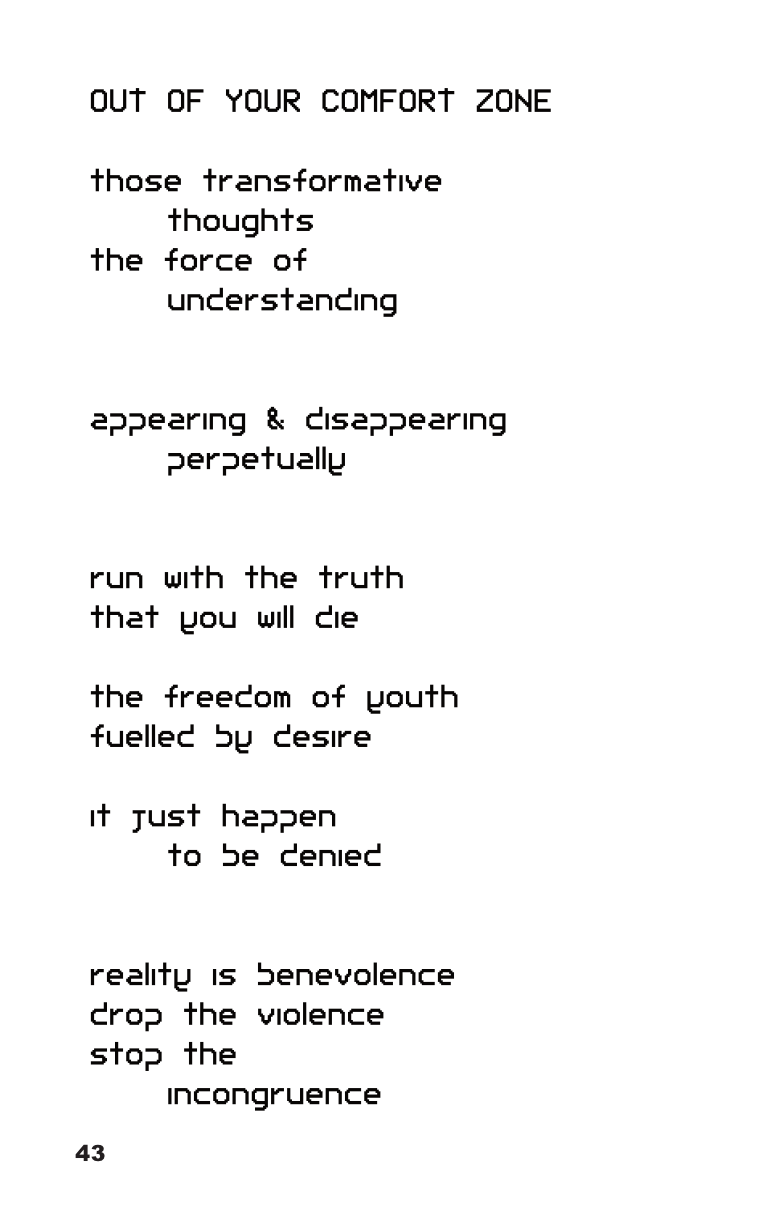 OUT OF YOUR COMFORT ZONE
those transformative
thoughts
the force of
understanding
appearing & disappearing
perpetually
run with the truth
that you will die
the freedom of youth
fuelled by desire
it just happen
to be denied
reality is benevolence
drop the violence
stop the
incongruence
43